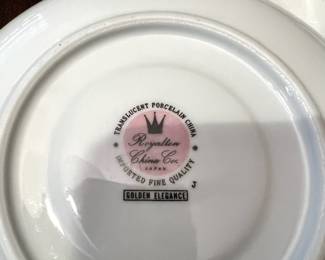 TRANSLUCENT PORCELAIN CHINA
Royalton
China Co.
JAPAN
IMPORTED FINE QUALITY
J
GOLDEN ELEGANCE